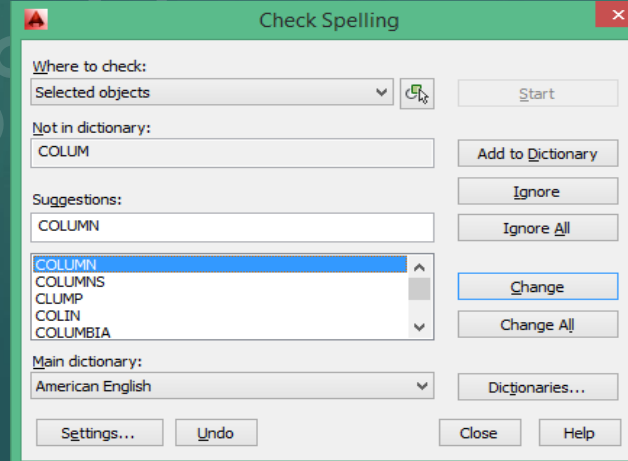 Check Spelling
Where to check:
Selected objects
Start
Not in dictionary:
COLUM
Add to Dictionary
Ignore
Suggestions:
COLUMN
Ignore All
COLUMN
COLUMNS
CLUMP
COLIN
COLUMBIA
Change
Change All
Main dictionary:
American English
Dictionaries...
Settings...
Undo
Close
Help